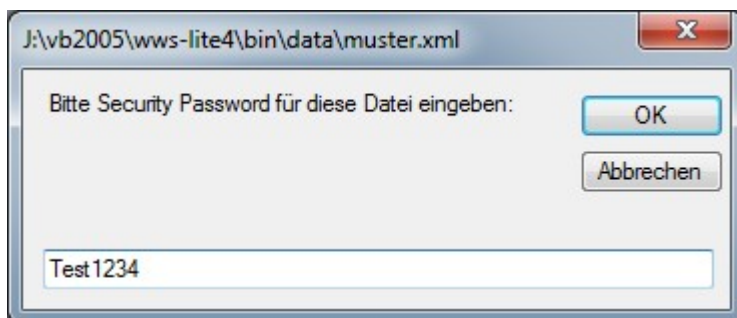 J:\vb2005\wws-lite4\bin\data\muster.xml
Bitte Security Password für diese Datei eingeben:
OK
Abbrechen
Test1234